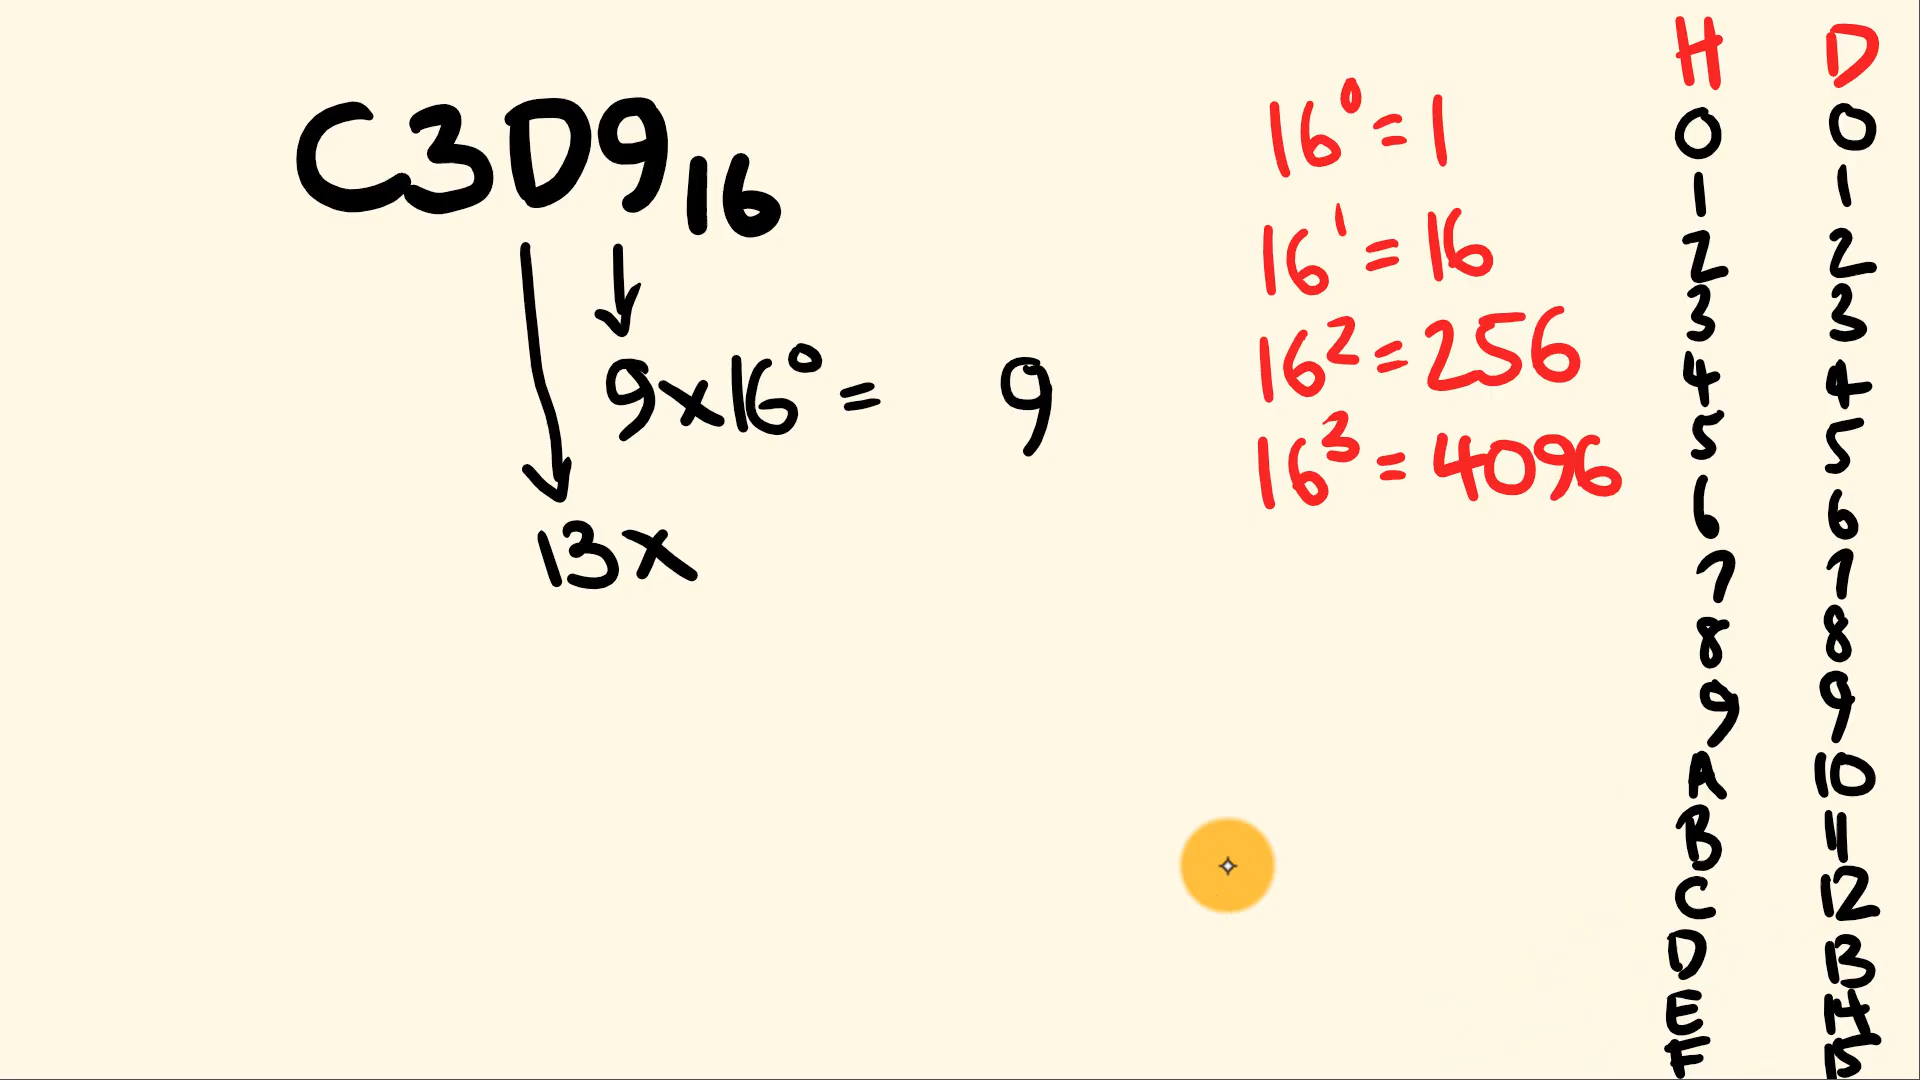 C3D9₁₆
9x16⁰ = 9
13x
16⁰ = 1
16¹ = 16
16² = 256
16³ = 4096
H D
0 0
1 1
2 2
3 3
4 4
5 5
6 6
7 7
8 8
9 9
A 10
B 11
C 12
D 13
E 14
F 15